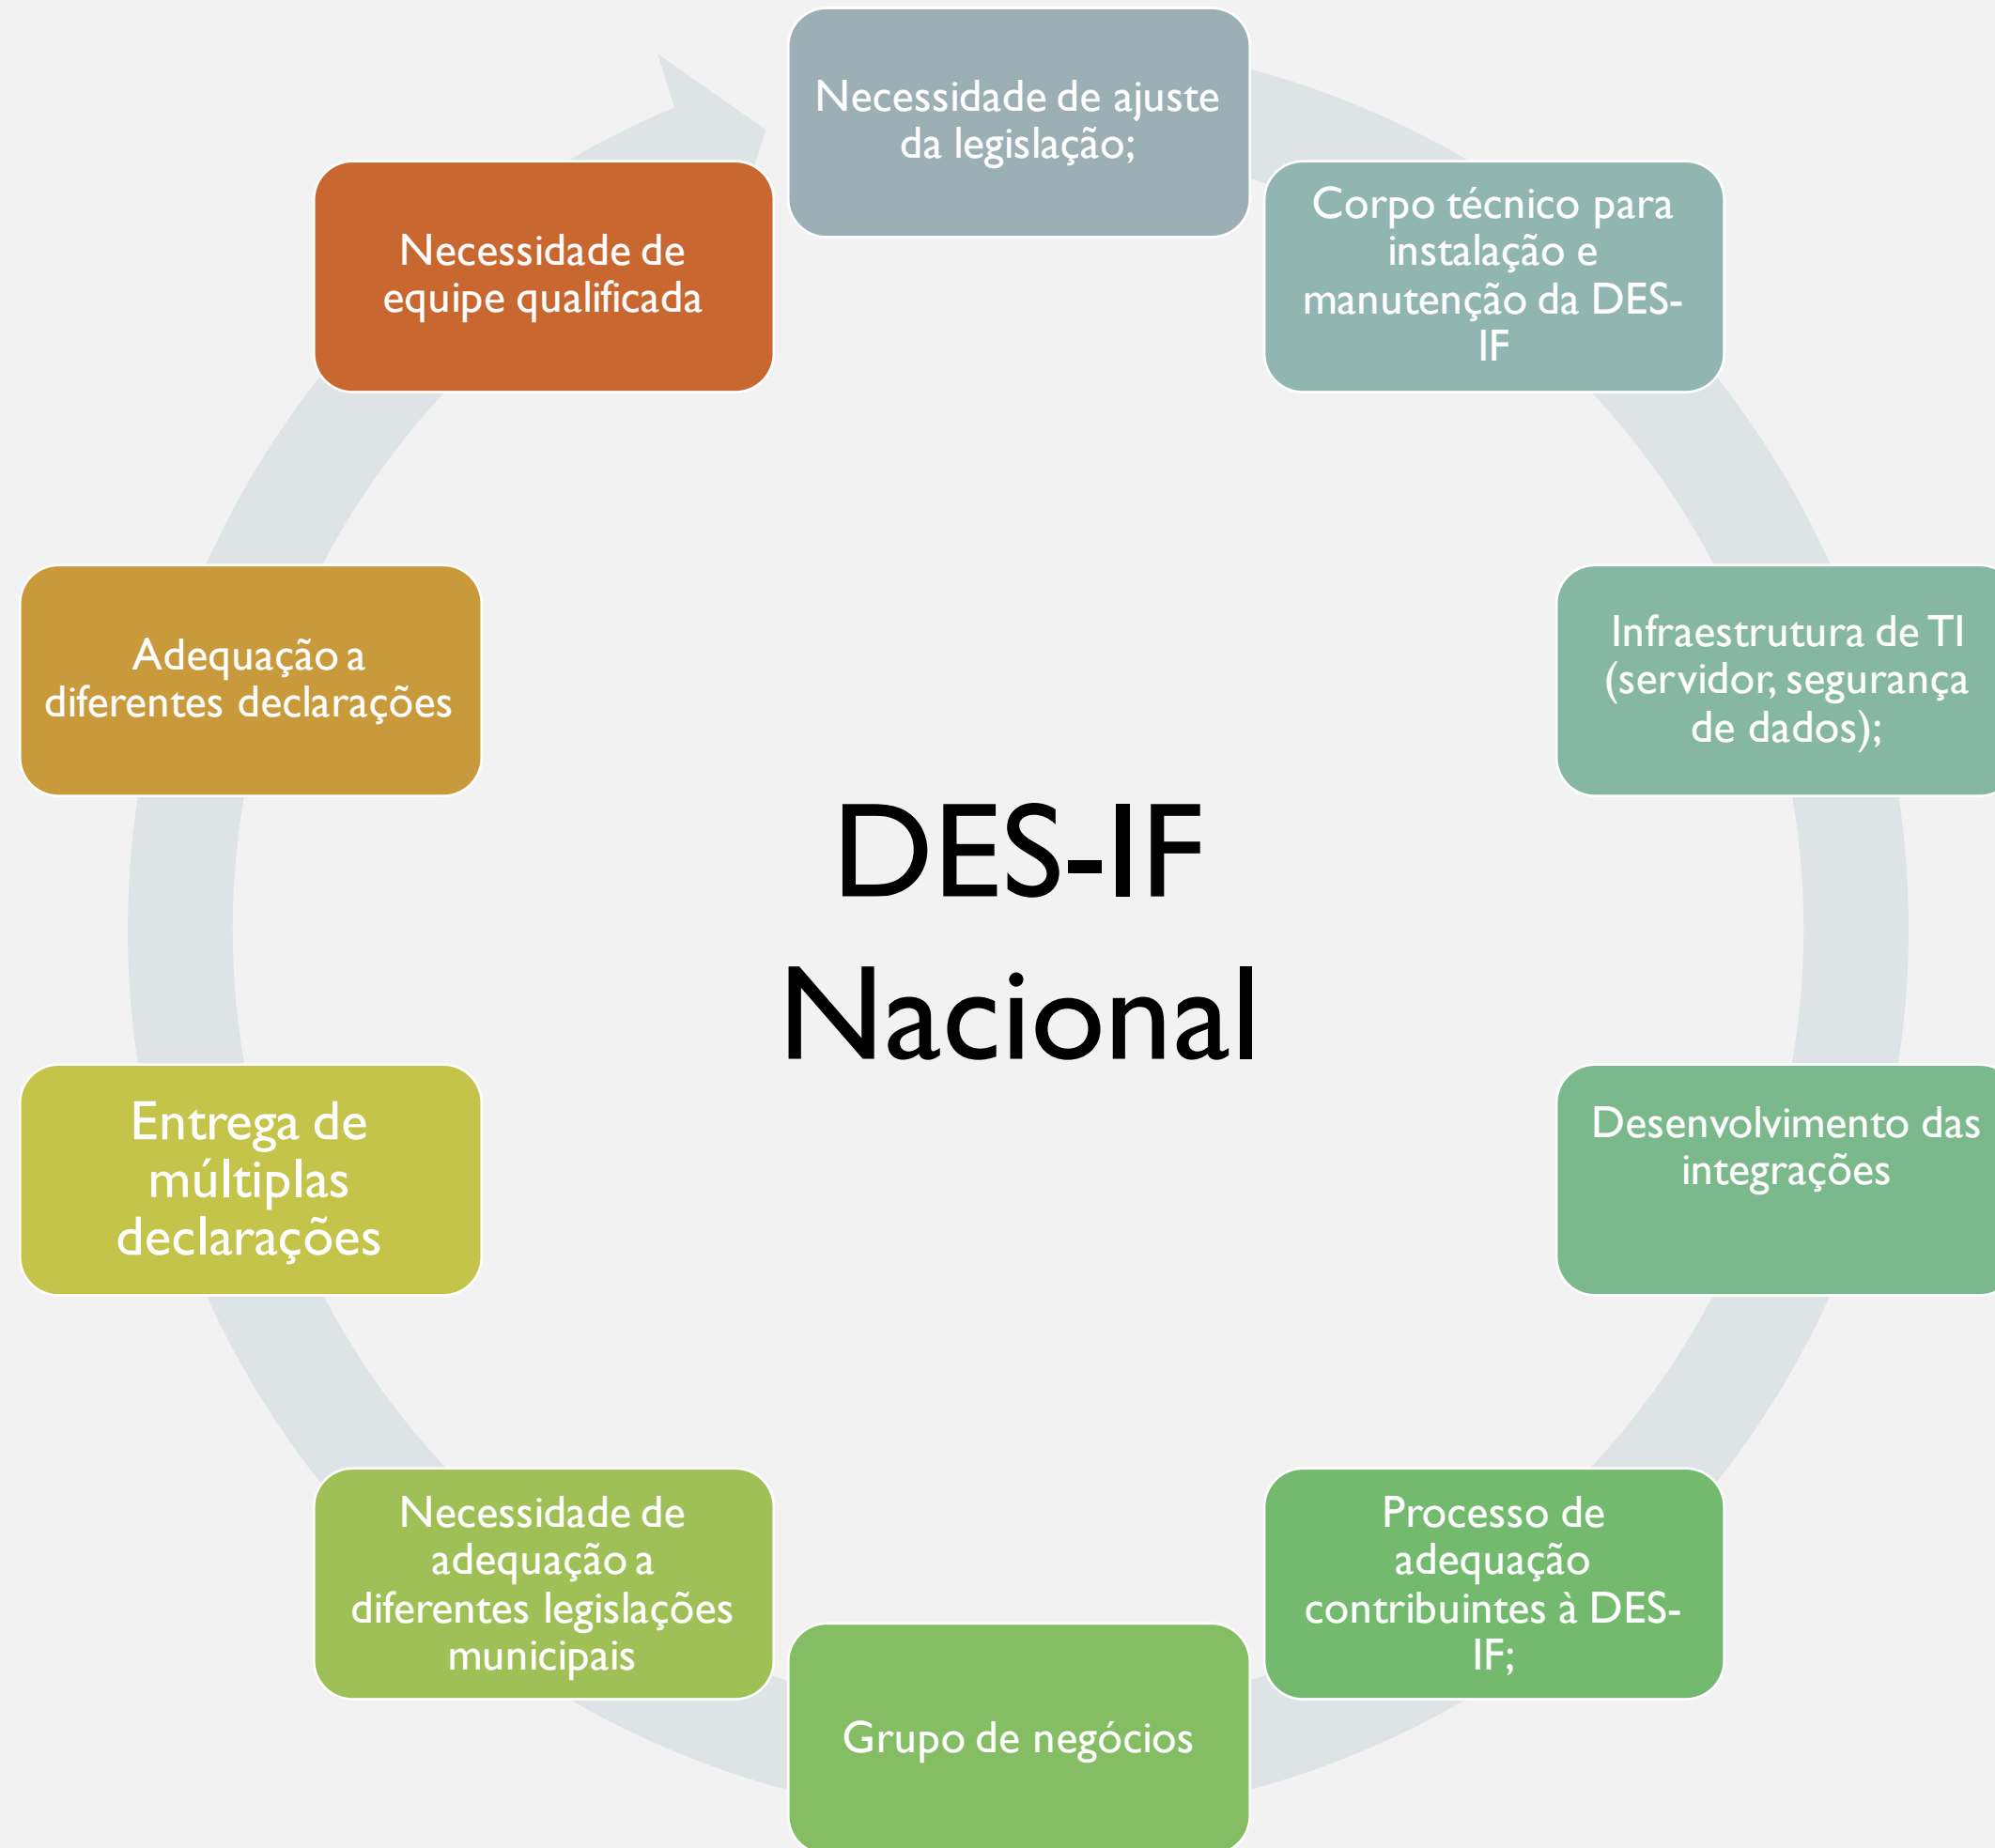 Necessidade de ajuste
da legislação;
Corpo técnico para
instalação e
manutenção da DES-
IF
Infraestrutura de TI
(servidor, segurança
de dados);
Desenvolvimento das
integrações
Processo de
adequação
contribuintes à DES-
IF;
Grupo de negócios
Necessidade de
adequação a
diferentes legislações
municipais
Entrega de
múltiplas
declarações
Adequação a
diferentes declarações
Necessidade de
equipe qualificada
DES-IF
Nacional